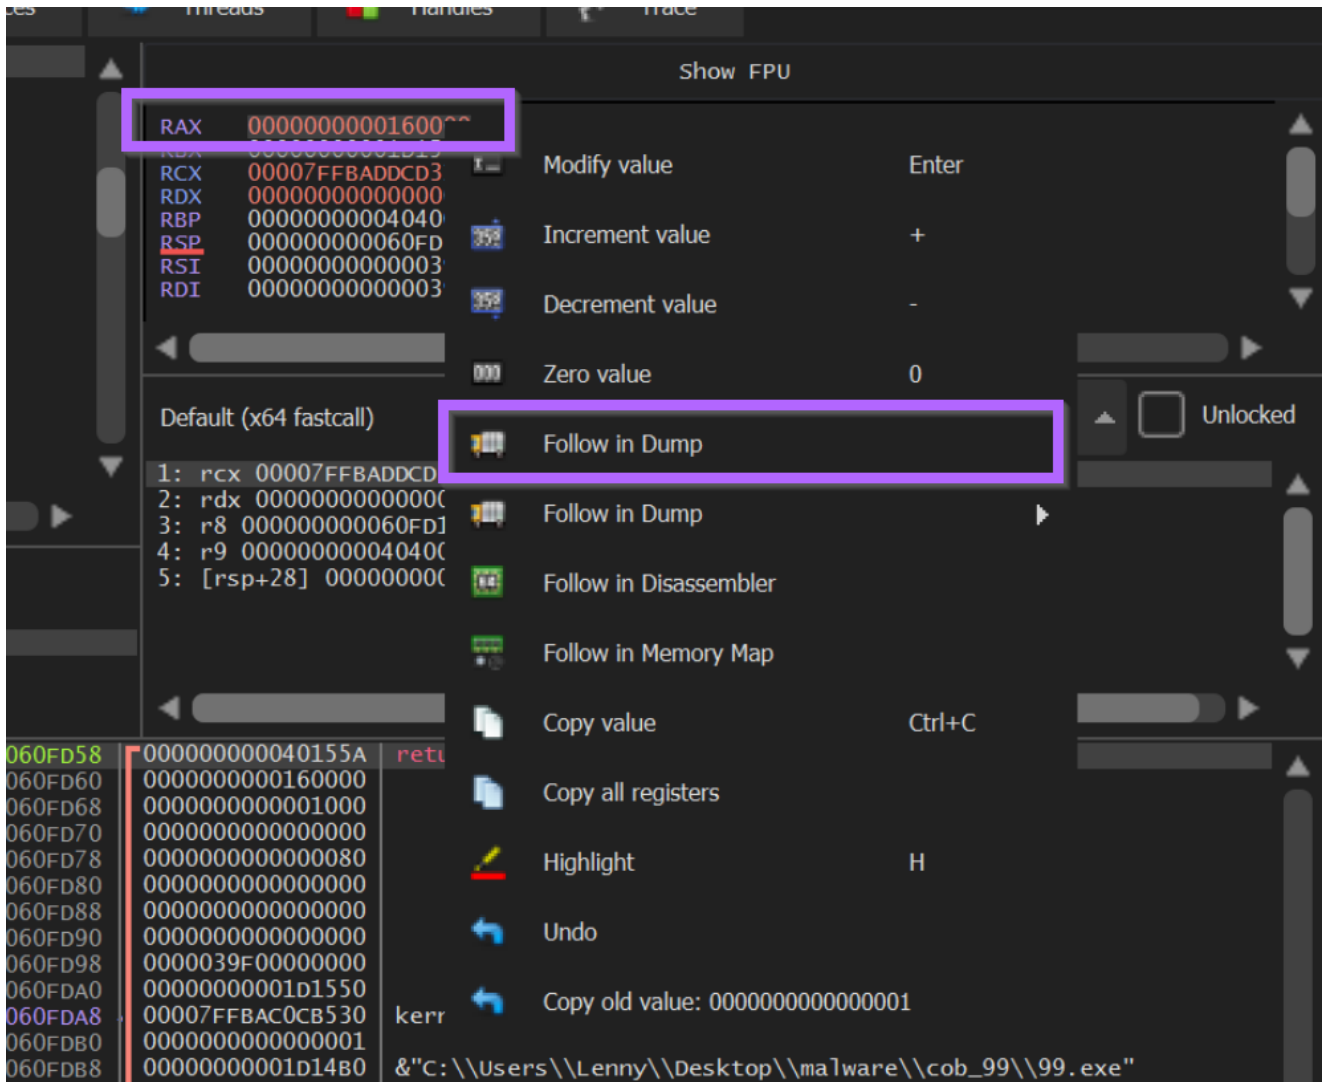 Threads Handles Trace
Show FPU
RAX 00000000001600
RCX 00007FFBADDCD3
RDX 00000000000000
RBP 00000000004040
RSP 000000000060FD
RSI 00000000000003
RDI 00000000000003
Modify value Enter
Increment value +
Decrement value -
Zero value 0
Default (x64 fastcall)
Unlocked
Follow in Dump
1: rcx 00007FFBADDCD
2: rdx 0000000000000
3: r8 000000000060FD1
4: r9 000000000040400
5: [rsp+28] 000000000
Follow in Dump
Follow in Disassembler
Follow in Memory Map
Copy value Ctrl+C
Copy all registers
Highlight H
Undo
Copy old value: 0000000000000001
060FD58 000000000040155A retu
060FD60 0000000000160000
060FD68 0000000000001000
060FD70 0000000000000000
060FD78 0000000000000080
060FD80 0000000000000000
060FD88 0000000000000000
060FD90 0000000000000000
060FD98 0000039F00000000
060FDA0 00000000001D1550
060FDA8 00007FFBAC0CB530 kerr
060FDB0 0000000000000001
060FDB8 00000000001D14B0 &"C:\\Users\\Lenny\\Desktop\\malware\\cob_99\\99.exe"